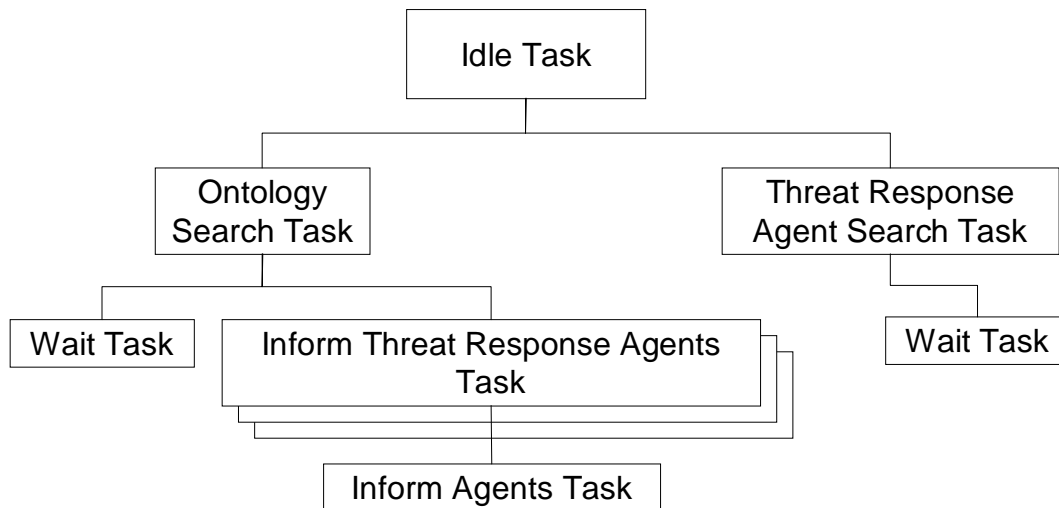 Idle Task
Ontology
Search Task
Threat Response
Agent Search Task
Wait Task
Inform Threat Response Agents
Task
Wait Task
Inform Agents Task